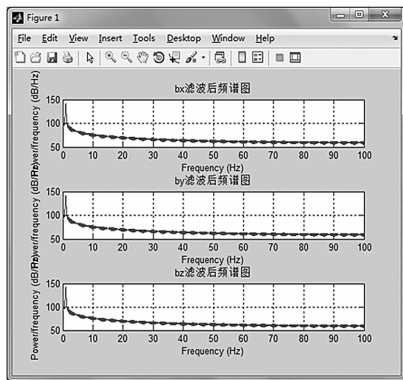 Figure 1
File Edit View Insert Tools Desktop Window Help
bx滤波后频谱图
Power/frequency (dB/Hz)
150
100
50
0 10 20 30 40 50 60 70 80 90 100
Frequency (Hz)
by滤波后频谱图
Power/frequency (dB/Hz)
150
100
50
0 10 20 30 40 50 60 70 80 90 100
Frequency (Hz)
bz滤波后频谱图
Power/frequency (dB/Hz)
150
100
50
0 10 20 30 40 50 60 70 80 90 100
Frequency (Hz)